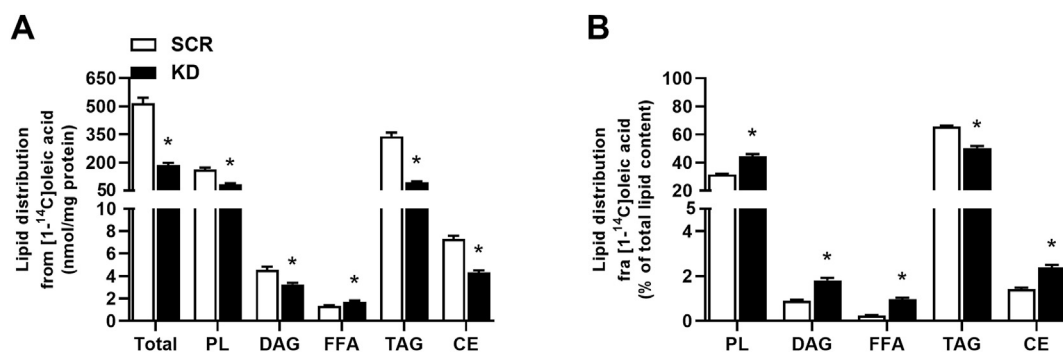 A
SCR
KD
Lipid distribution
from [1-¹⁴C]oleic acid
(nmol/mg protein)
650
500
350
200
50
10
8
6
4
2
0
Total PL DAG FFA TAG CE
* * * * * *
B
Lipid distribution
fra [1-¹⁴C]oleic acid
(% of total lipid content)
100
80
60
40
20
6
4
2
0
PL DAG FFA TAG CE
* * * * *